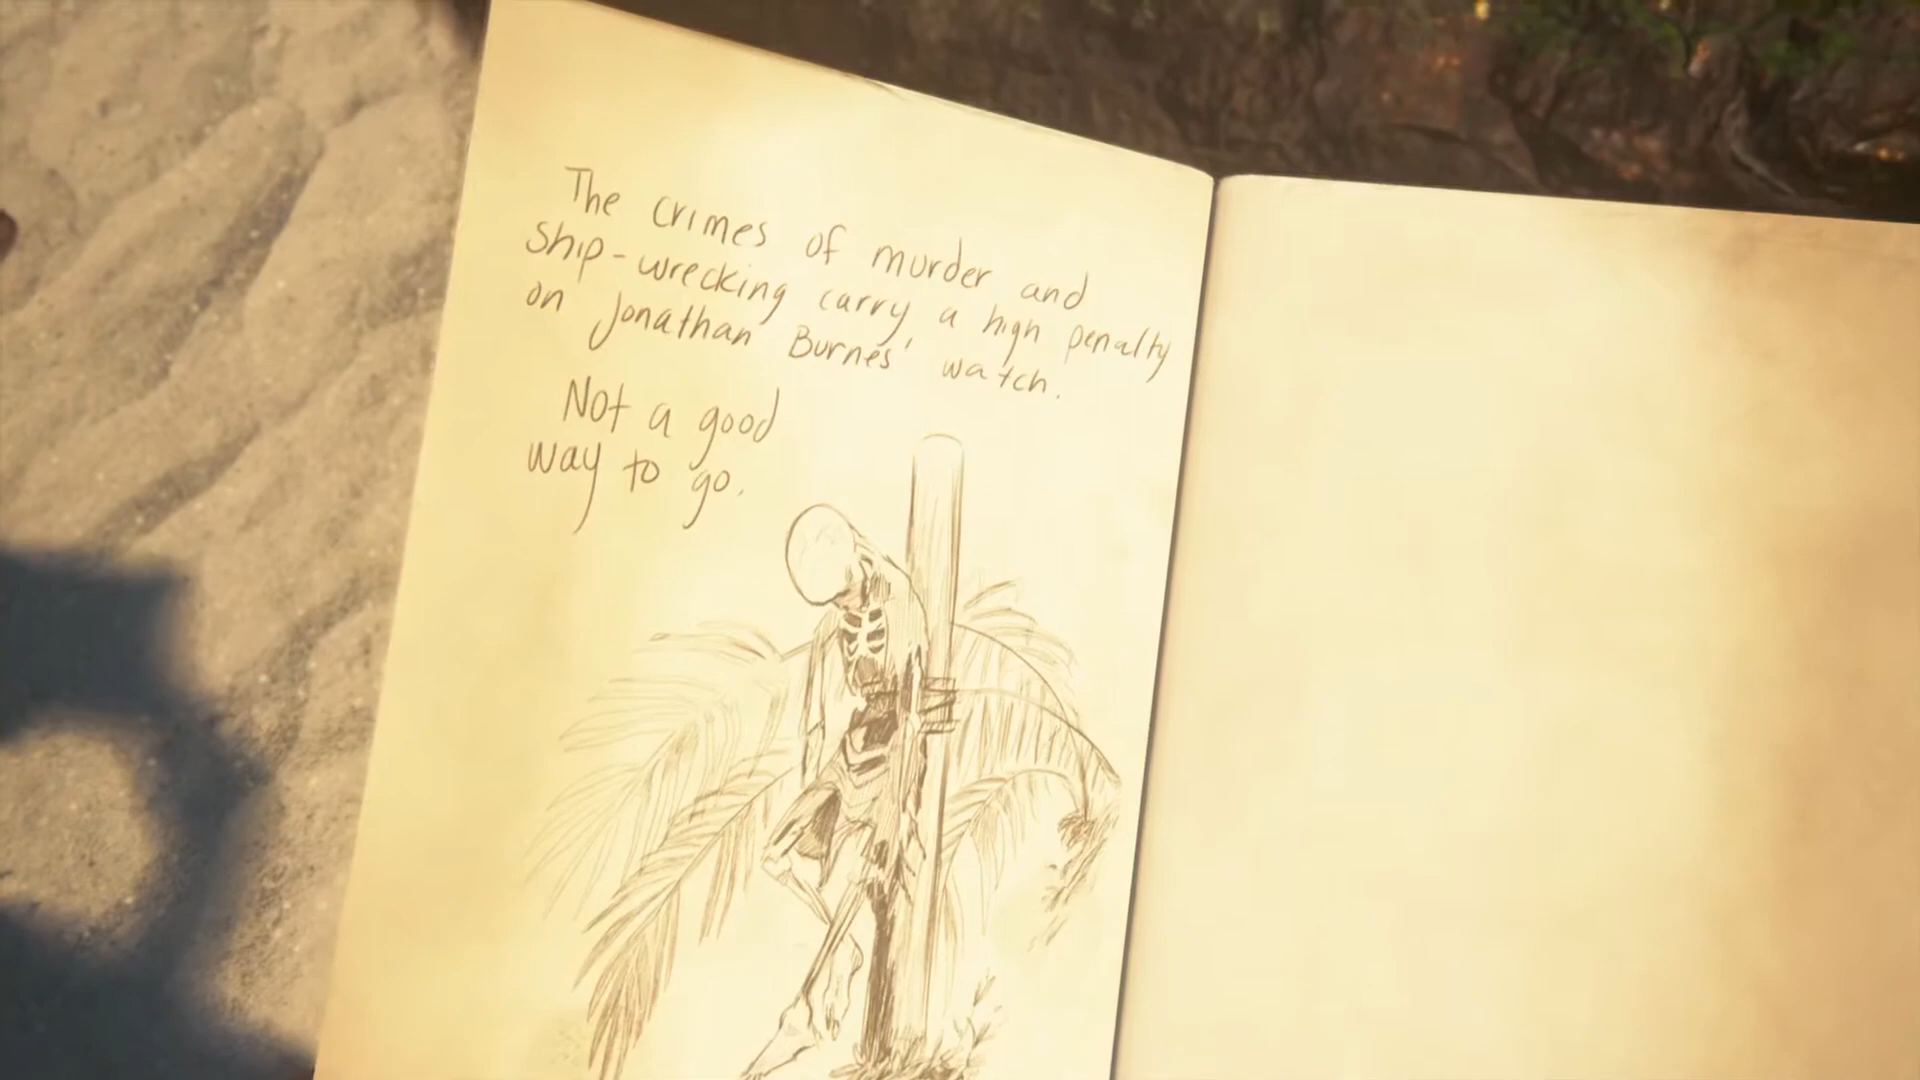 The crimes of murder and
ship-wrecking carry a high penalty
on Jonathan Burnes' watch.
Not a good
way to go.